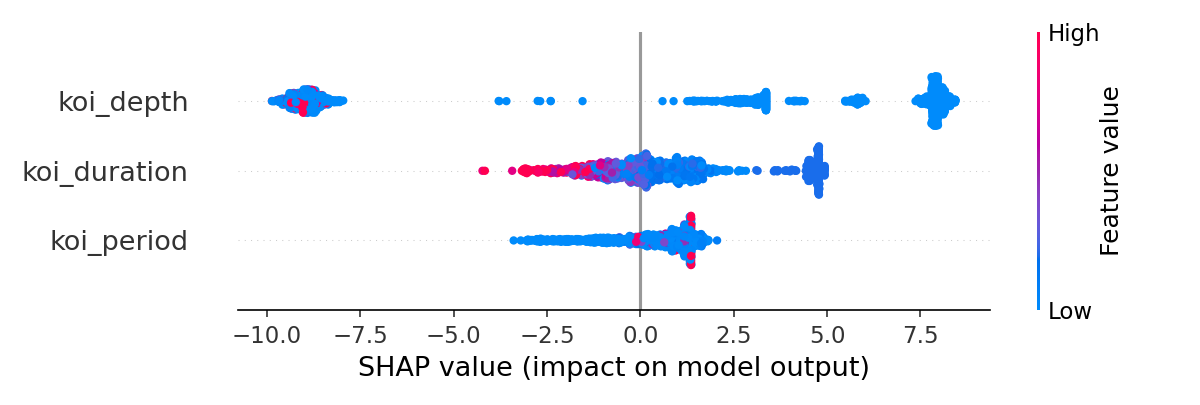 High
koi_depth
koi_duration
koi_period
Feature value
Low
−10.0 −7.5 −5.0 −2.5 0.0 2.5 5.0 7.5
SHAP value (impact on model output)